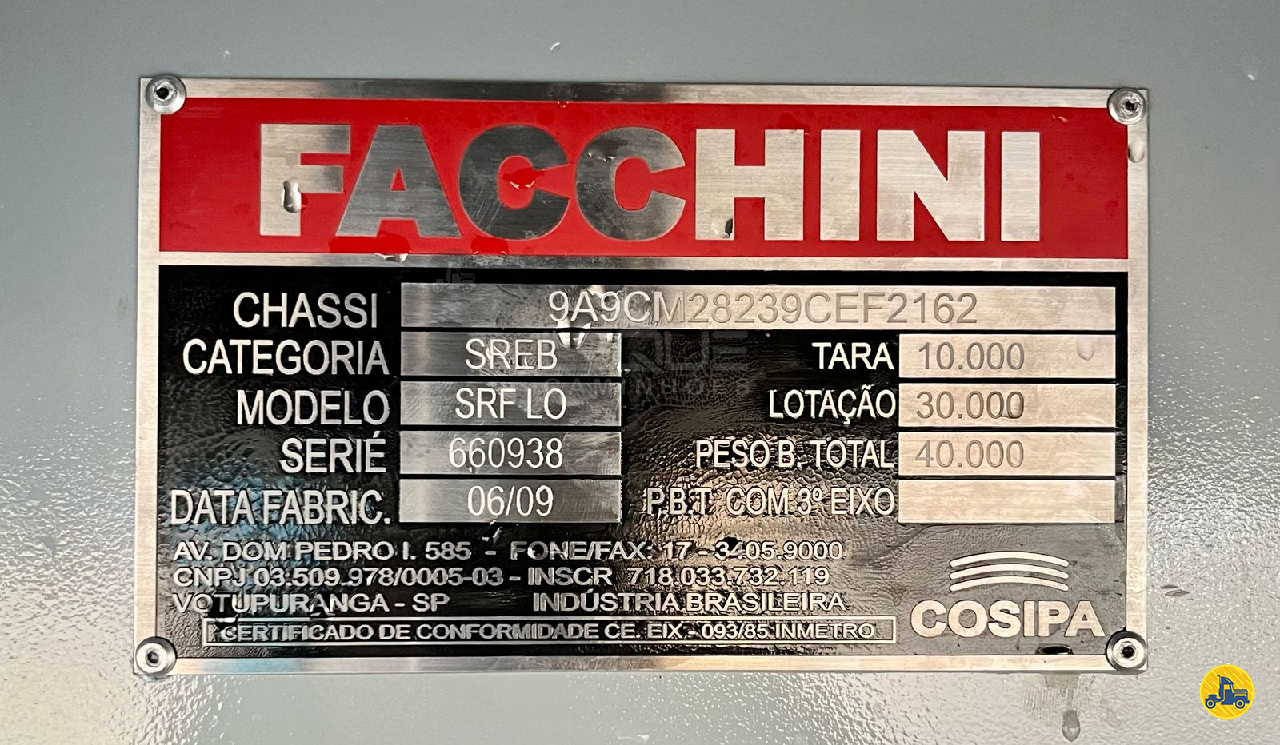 FACCHINI
CHASSI 9A9CM28239CEF2162
CATEGORIA SREB TARA 10.000
MODELO SRF LO LOTAÇÃO 30.000
SERIÉ 660938 PESO B. TOTAL 40.000
DATA FABRIC. 06/09 P.B.T. COM 3º EIXO
AV. DOM PEDRO I. 585 - FONE/FAX: 17 - 3405.9000
CNPJ 03.509.978/0005-03 - INSCR 718.033.732.119
VOTUPURANGA - SP INDÚSTRIA BRASILEIRA
COSIPA
CERTIFICADO DE CONFORMIDADE CE. EIX - 093/85 INMETRO